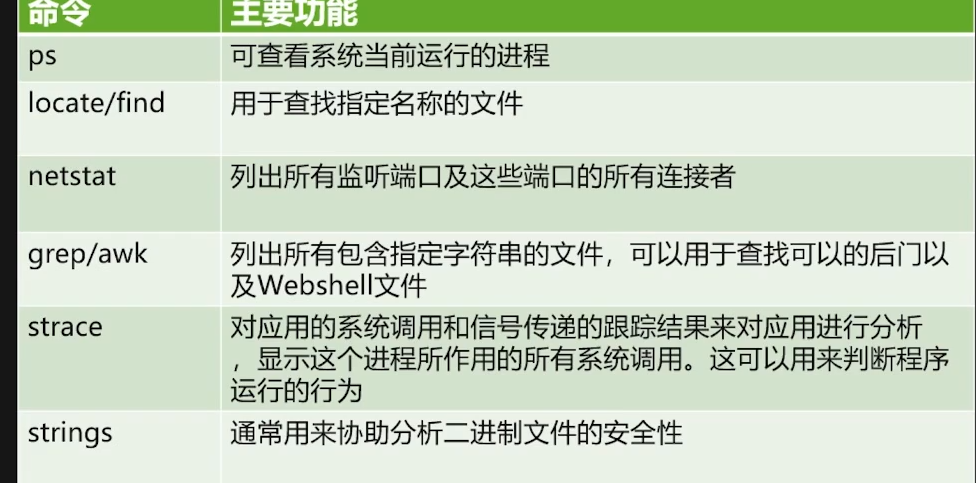 命令 主要功能
ps 可查看系统当前运行的进程
locate/find 用于查找指定名称的文件
netstat 列出所有监听端口及这些端口的所有连接者
grep/awk 列出所有包含指定字符串的文件，可以用于查找可以的后门以
及Webshell文件
strace 对应用的系统调用和信号传递的跟踪结果来对应用进行分析
，显示这个进程所作用的所有系统调用。这可以用来判断程序
运行的行为
strings 通常用来协助分析二进制文件的安全性